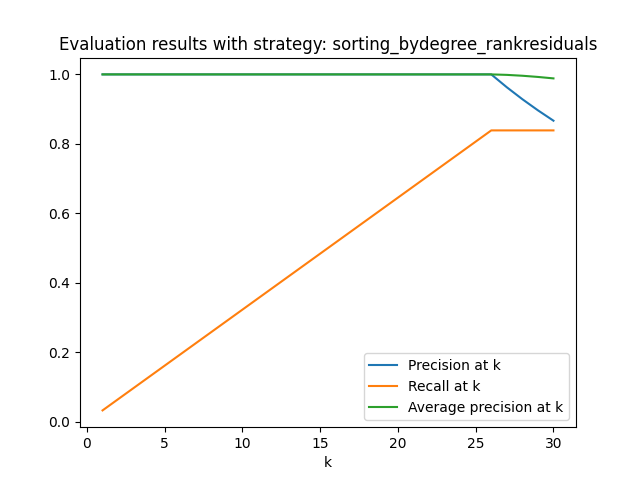 Evaluation results with strategy: sorting_bydegree_rankresiduals
1.0
0.8
0.6
0.4
0.2
0.0
0 5 10 15 20 25 30
k
Precision at k
Recall at k
Average precision at k